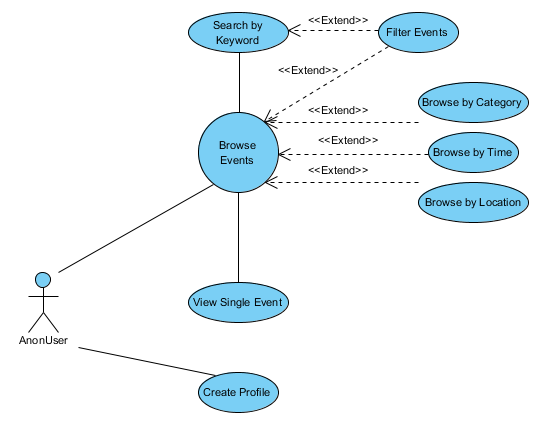 Search by
Keyword
<<Extend>>
Filter Events
<<Extend>>
<<Extend>>
Browse by Category
Browse
Events
<<Extend>>
Browse by Time
<<Extend>>
Browse by Location
View Single Event
AnonUser
Create Profile